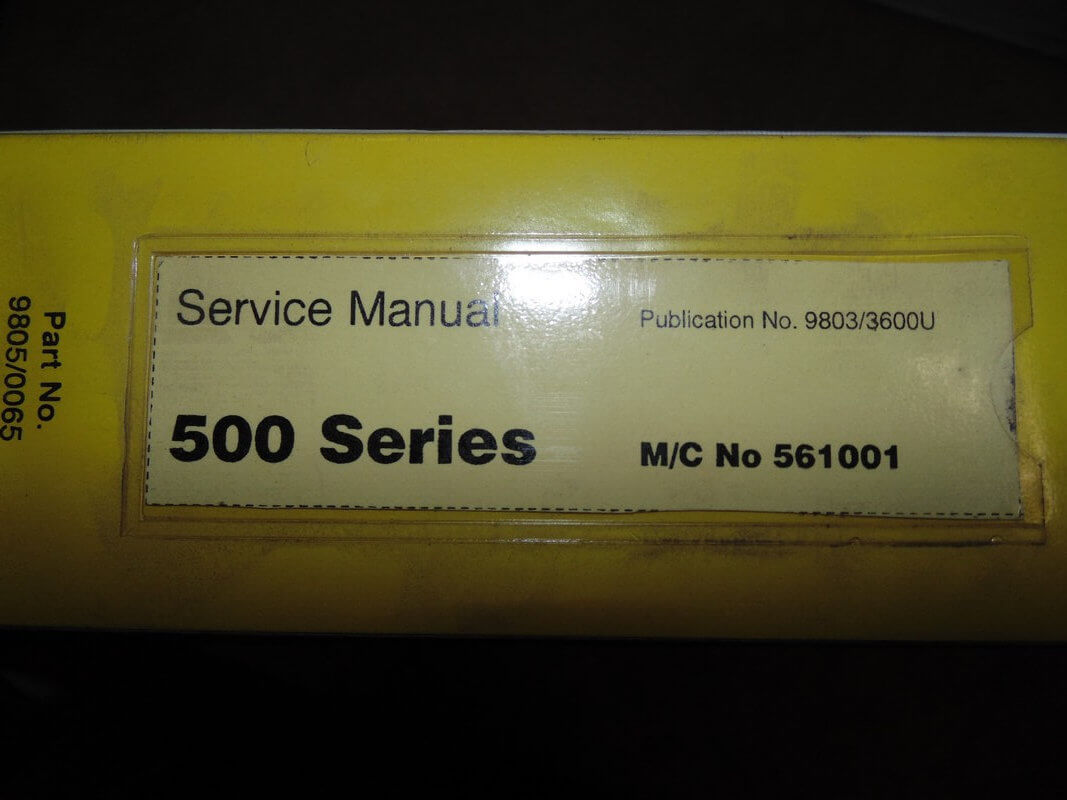 Service Manual
Publication No. 9803/3600U
500 Series
M/C No 561001
Part No.
9805/0065